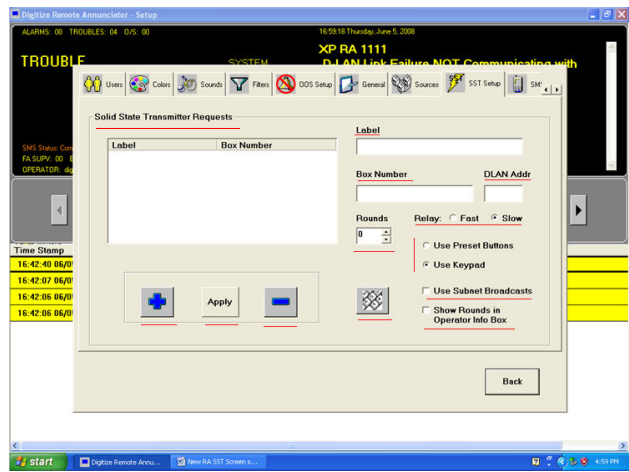 Digitize Remote Annunciator - Setup
ALARMS: 00 TROUBLES: 04 O/S: 00
16:59:18 Thursday, June 5, 2008
XP RA 1111
TROUBLE
SYSTEM
D-LAN Link Failure NOT Communicating with
Users
Colors
Sounds
Filters
OOS Setup
General
Sources
SST Setup
SM
Solid State Transmitter Requests
Label
Box Number
Label
Box Number
DLAN Addr
Rounds
0
Relay:
Fast
Slow
Use Preset Buttons
Use Keypad
Use Subnet Broadcasts
Show Rounds in
Operator Info Box
Apply
Back
SMS Status: Con
FA SUPV: 00
OPERATOR: dig
Time Stamp
16:42:40 06/0
16:42:07 06/0
16:42:06 06/0
16:42:06 06/0
start
Digitize Remote Annu...
New RA SST Screen s...
4:59 PM